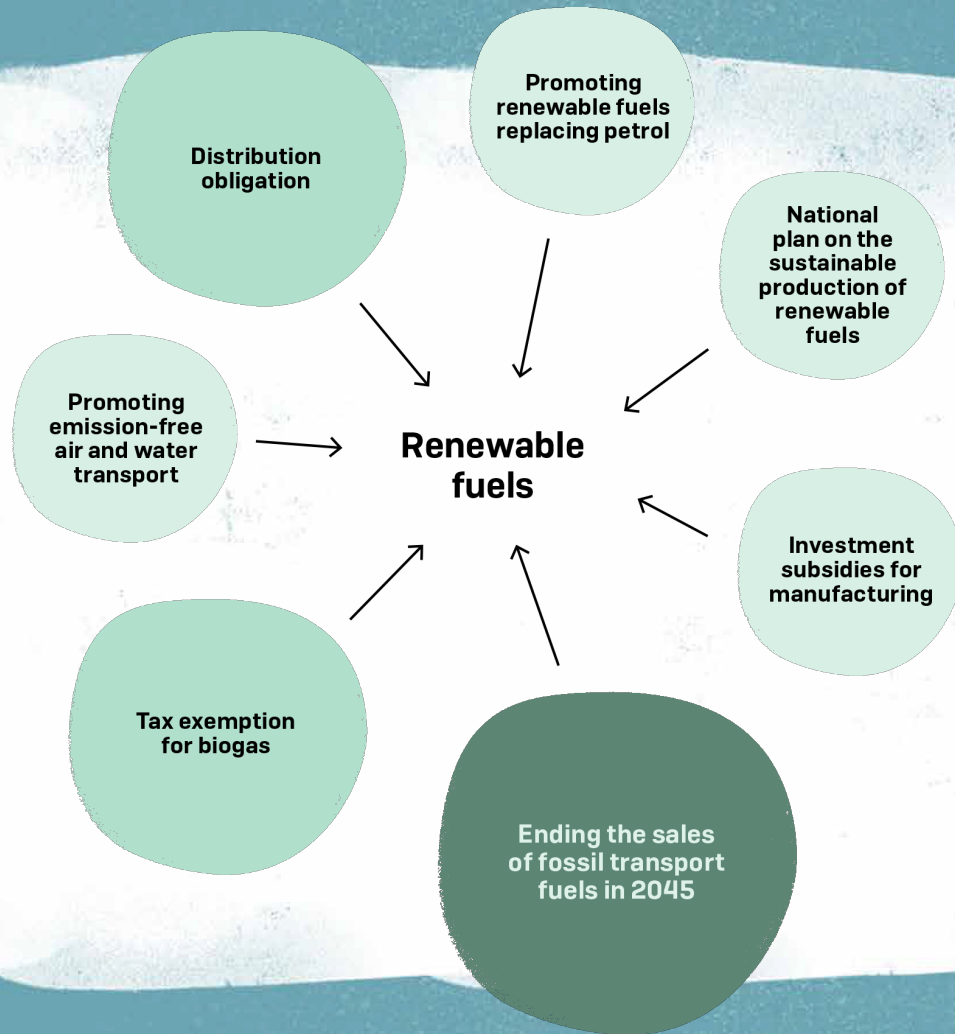 Promoting
renewable fuels
replacing petrol
Distribution
obligation
National
plan on the
sustainable
production of
renewable
fuels
Promoting
emission-free
air and water
transport
Renewable
fuels
Investment
subsidies for
manufacturing
Tax exemption
for biogas
Ending the sales
of fossil transport
fuels in 2045